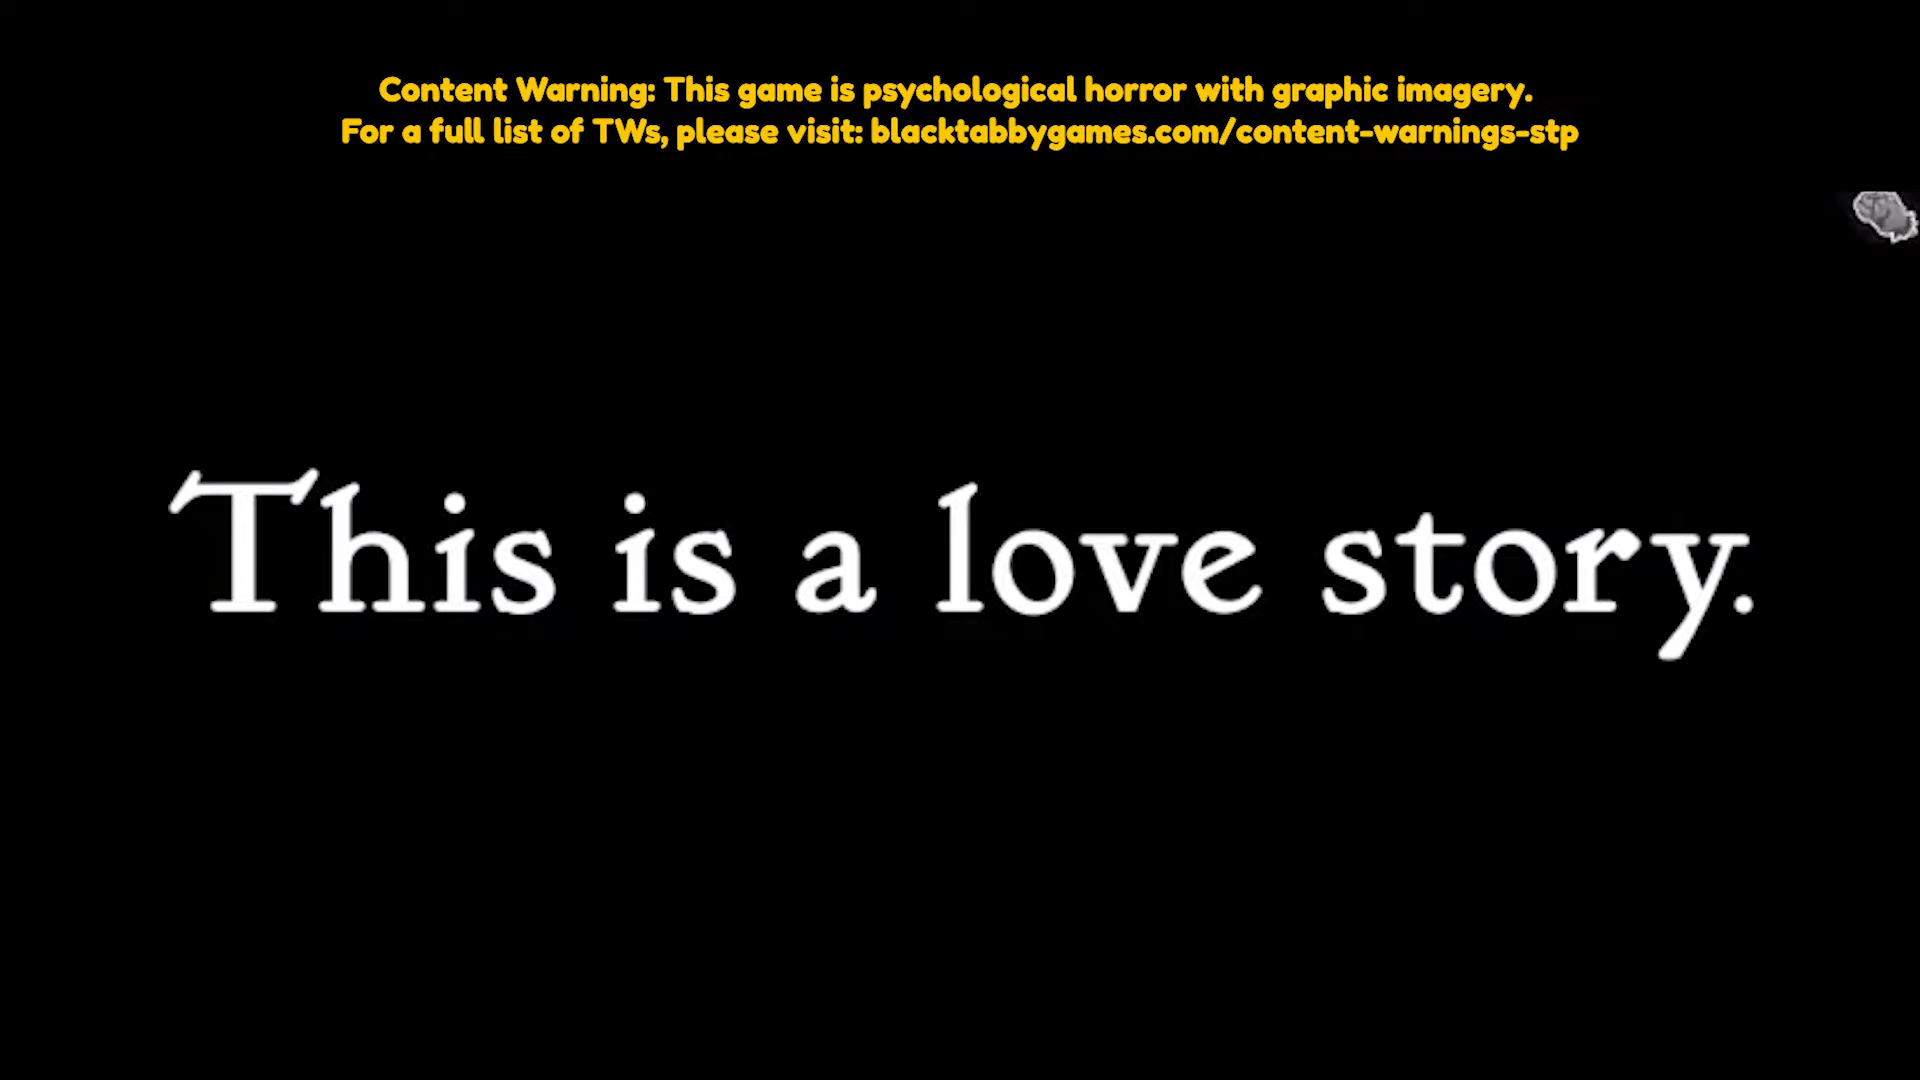 Content Warning: This game is psychological horror with graphic imagery.
For a full list of TWs, please visit: blacktabbygames.com/content-warnings-stp
This is a love story.